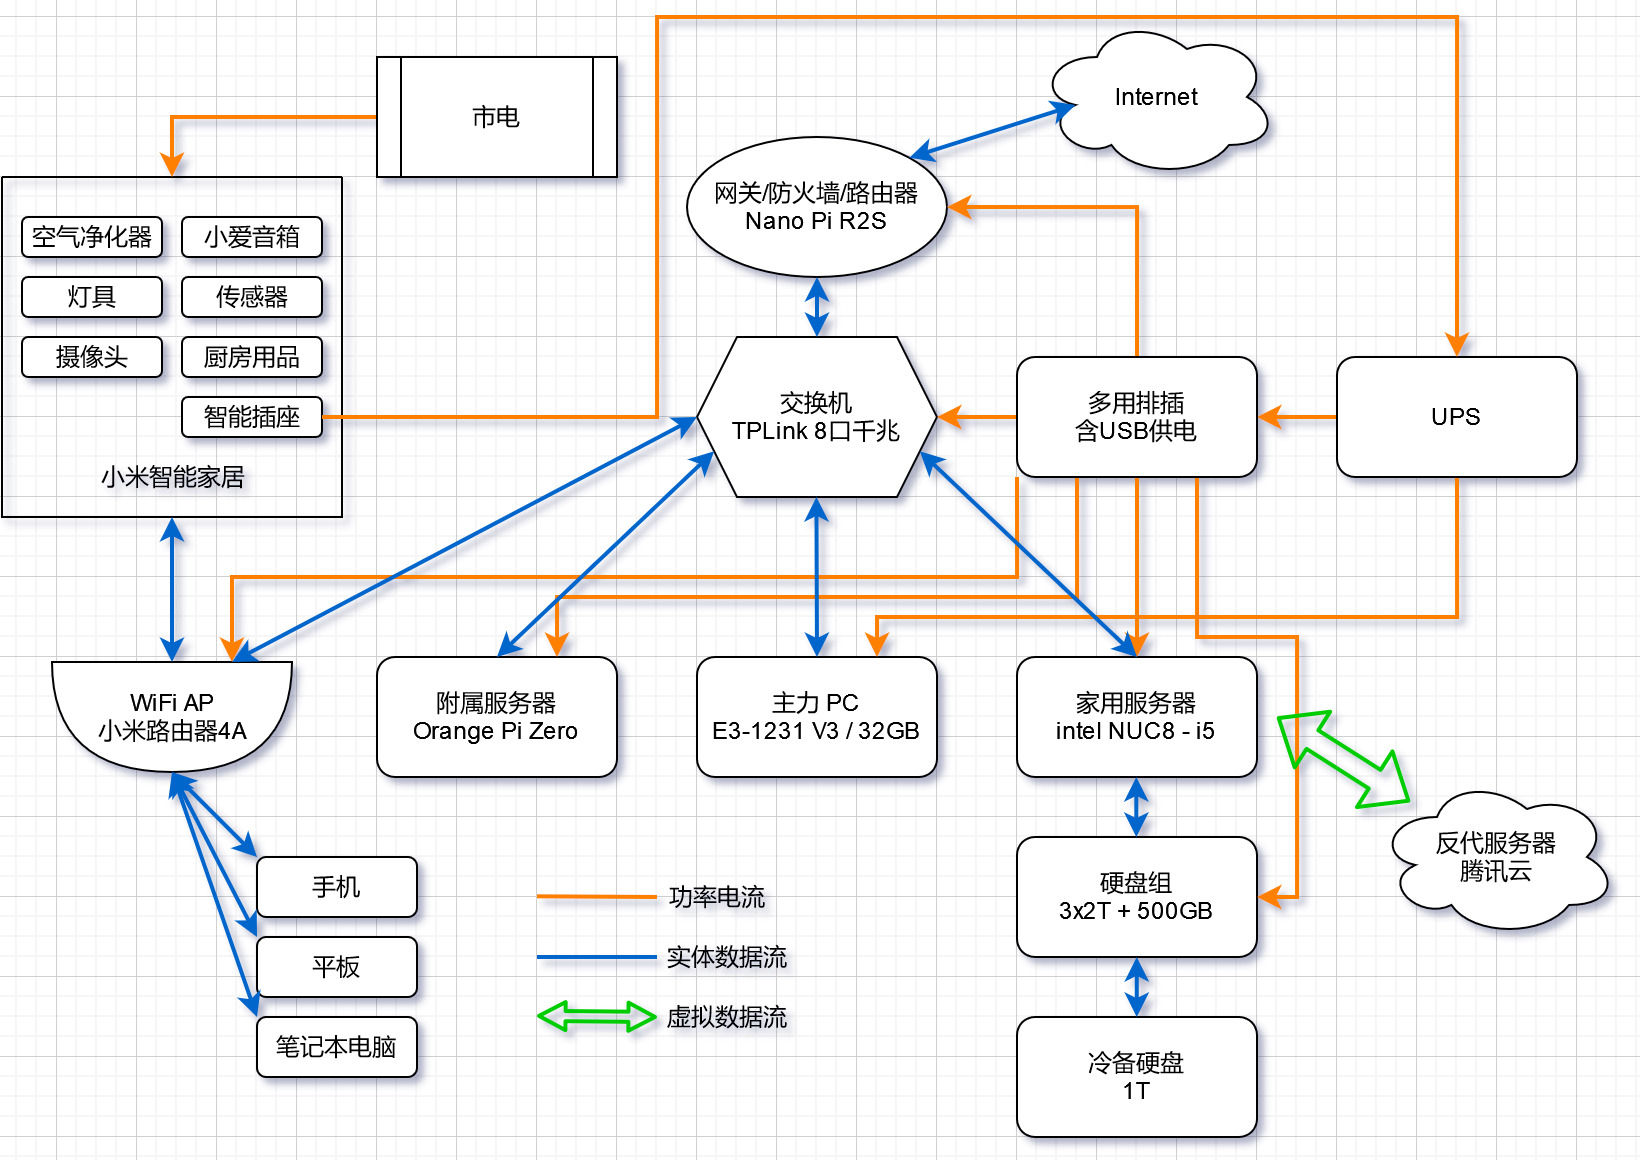 市电
Internet
网关/防火墙/路由器
Nano Pi R2S
空气净化器
小爱音箱
灯具
传感器
摄像头
厨房用品
智能插座
小米智能家居
交换机
TPLink 8口千兆
多用排插
含USB供电
UPS
WiFi AP
小米路由器4A
附属服务器
Orange Pi Zero
主力 PC
E3-1231 V3 / 32GB
家用服务器
intel NUC8 - i5
反代服务器
腾讯云
手机
平板
笔记本电脑
功率电流
实体数据流
虚拟数据流
硬盘组
3x2T + 500GB
冷备硬盘
1T